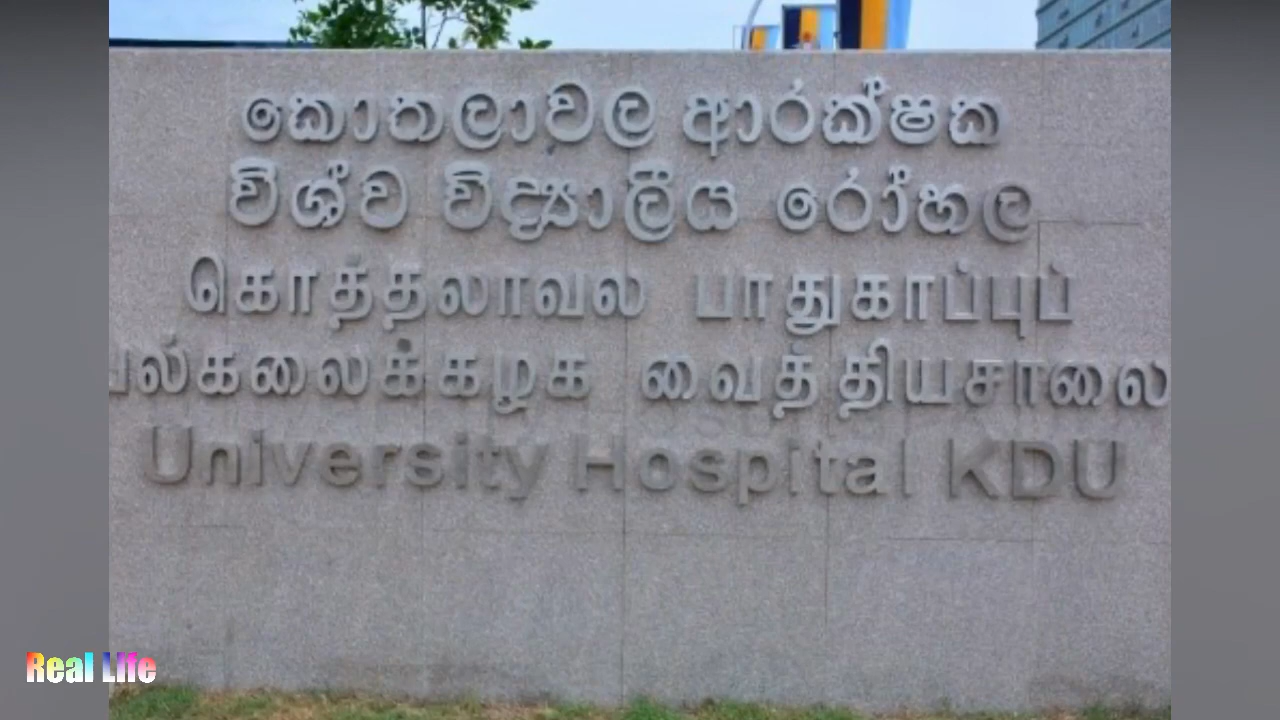 කොතලාවල ආරක්ෂක
විශ්ව විද්‍යාලීය රෝහල
கொத்தலாவல பாதுகாப்புப்
பல்கலைக்கழக வைத்தியசாலை
University Hospital KDU
Real Life